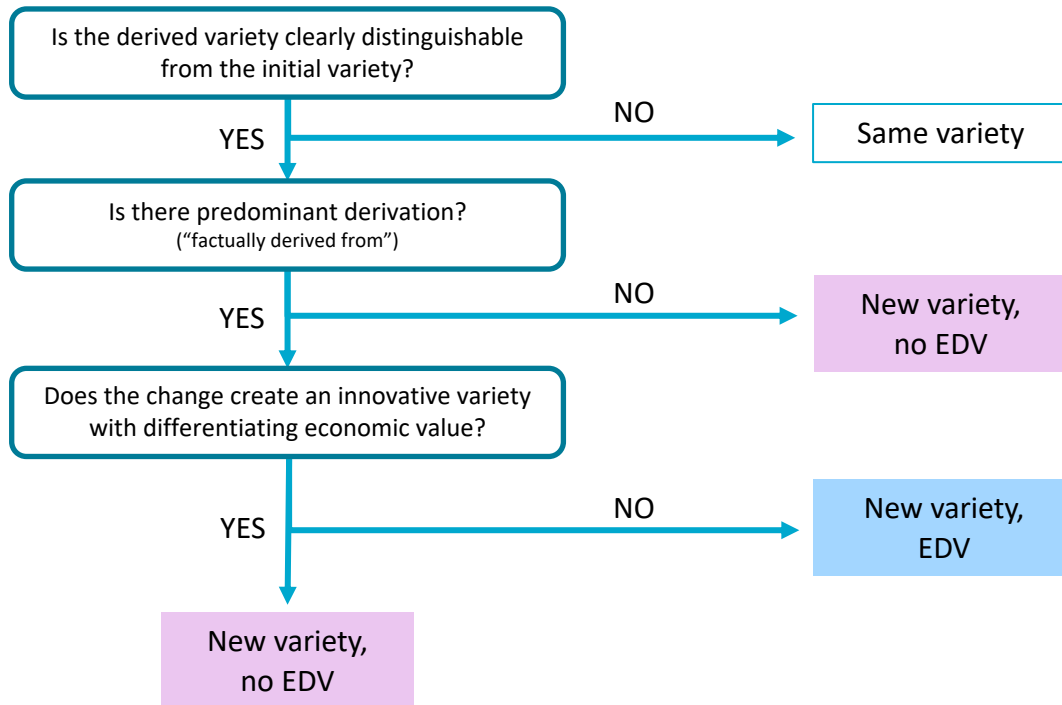 Is the derived variety clearly distinguishable
from the initial variety?
NO
YES
Same variety
Is there predominant derivation?
(“factually derived from”)
NO
YES
New variety,
no EDV
Does the change create an innovative variety
with differentiating economic value?
NO
YES
New variety,
EDV
New variety,
no EDV